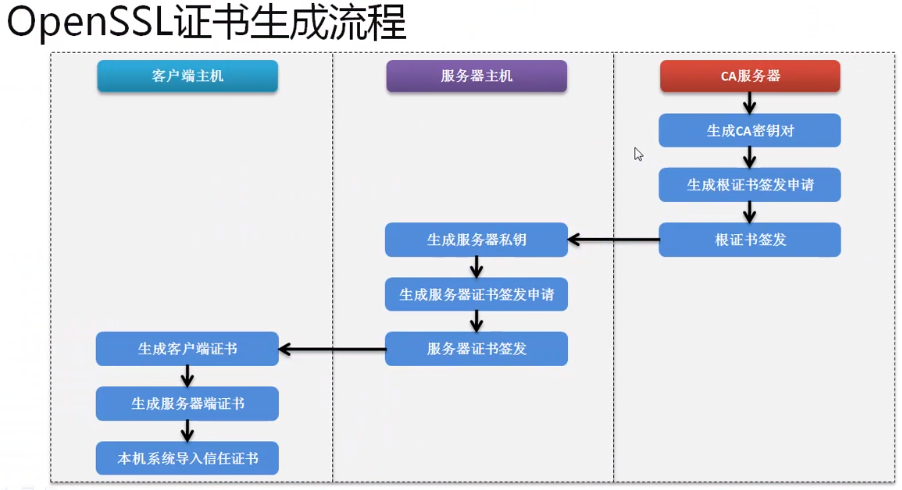 OpenSSL证书生成流程
客户端主机
服务器主机
CA服务器
生成CA密钥对
生成根证书签发申请
根证书签发
生成服务器私钥
生成服务器证书签发申请
服务器证书签发
生成客户端证书
生成服务器端证书
本机系统导入信任证书